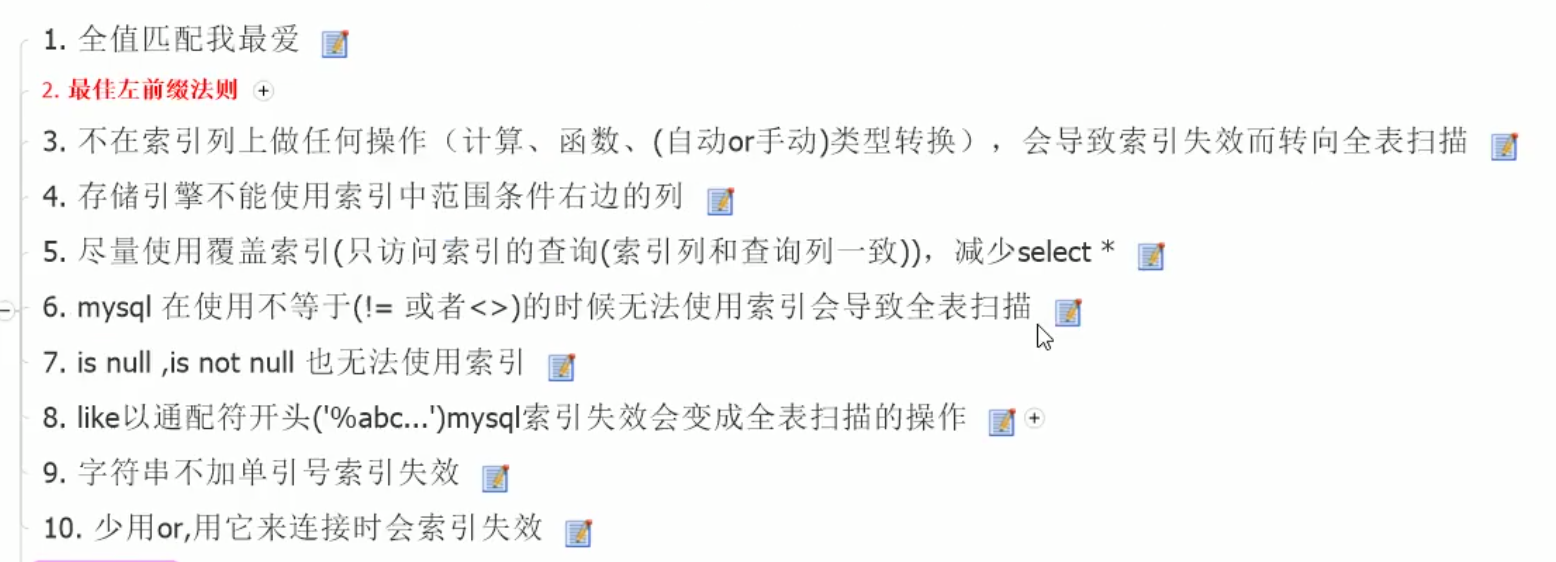 1. 全值匹配我最爱
2. 最佳左前缀法则
3. 不在索引列上做任何操作（计算、函数、(自动or手动)类型转换），会导致索引失效而转向全表扫描
4. 存储引擎不能使用索引中范围条件右边的列
5. 尽量使用覆盖索引(只访问索引的查询(索引列和查询列一致))，减少select *
6. mysql 在使用不等于(!= 或者<>)的时候无法使用索引会导致全表扫描
7. is null ,is not null 也无法使用索引
8. like以通配符开头('%abc...')mysql索引失效会变成全表扫描的操作
9. 字符串不加单引号索引失效
10. 少用or,用它来连接时会索引失效